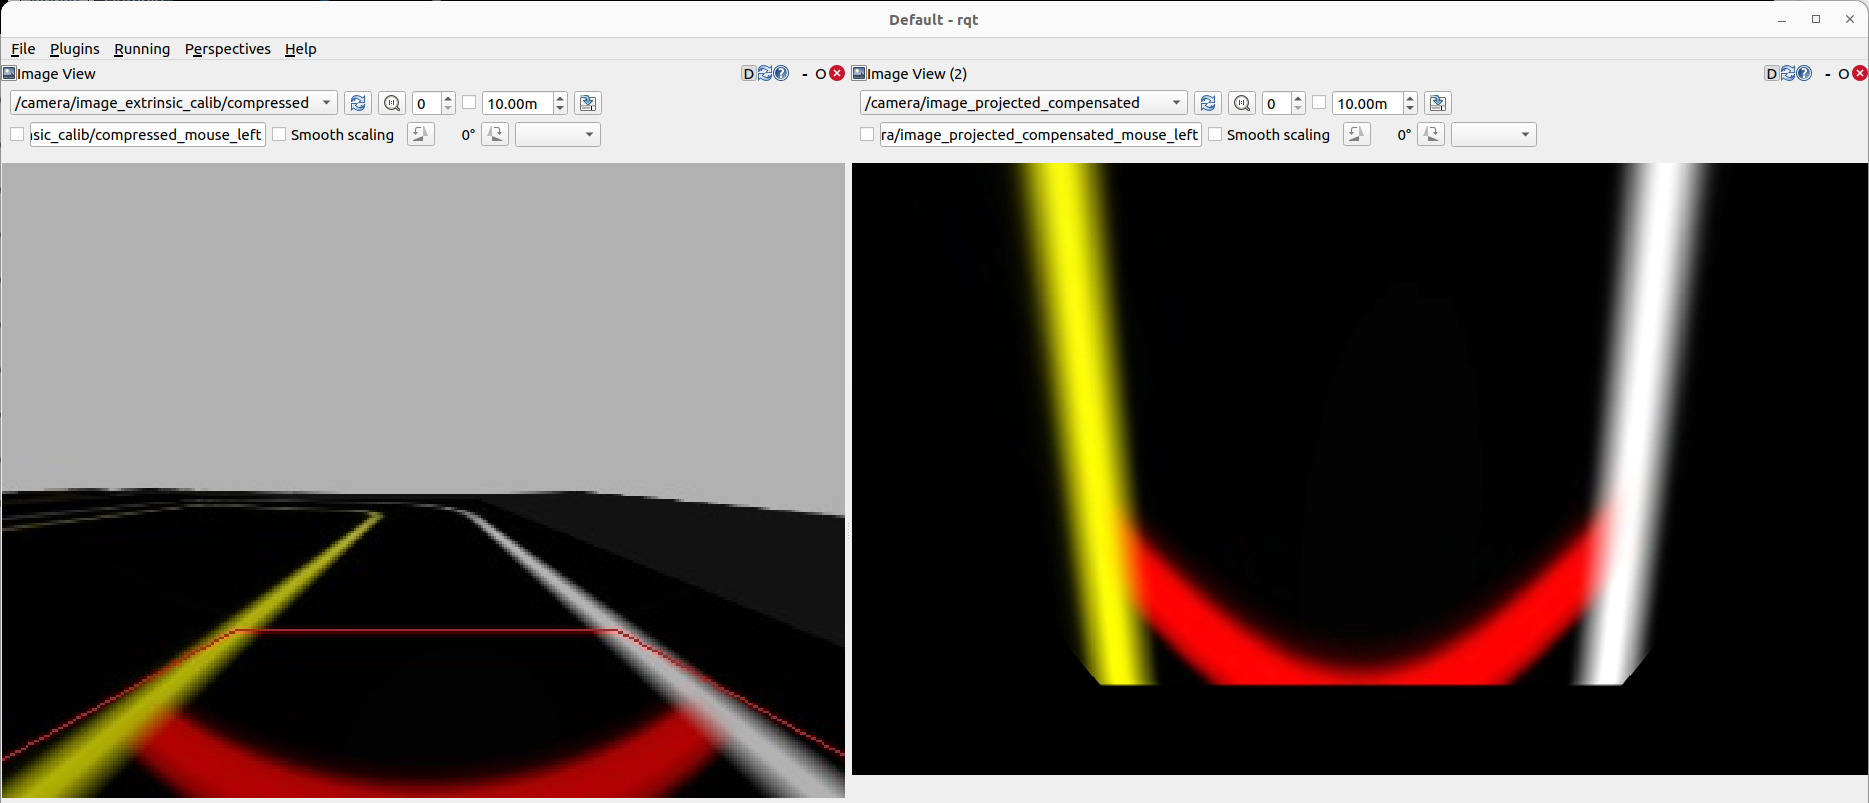 Default - rqt
File Plugins Running Perspectives Help
Image View D - O
/camera/image_extrinsic_calib/compressed 0 10.00m
sic_calib/compressed_mouse_left Smooth scaling 0°
Image View (2) D - O
/camera/image_projected_compensated 0 10.00m
ra/image_projected_compensated_mouse_left Smooth scaling 0°